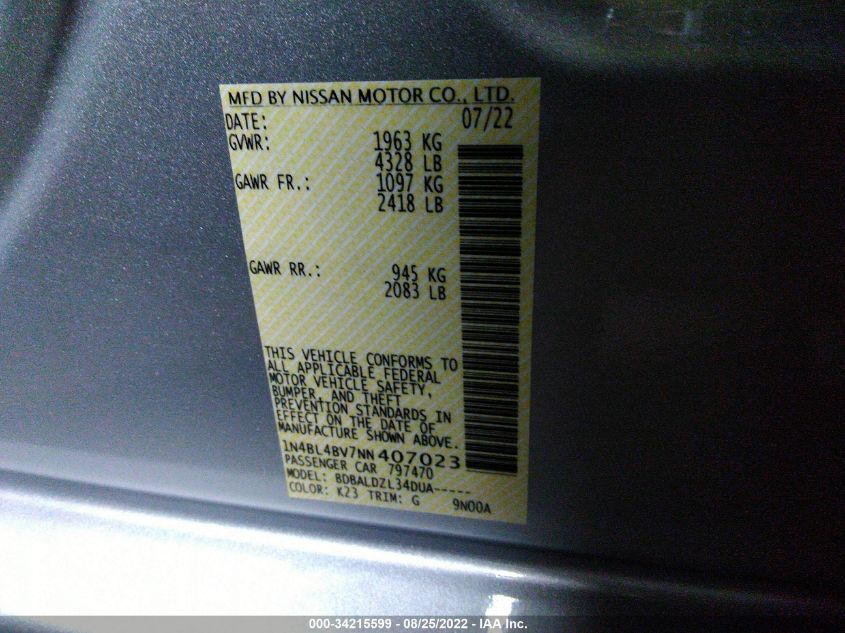 MFD BY NISSAN MOTOR CO., LTD.
DATE: 07/22
GVWR: 1963 KG
4328 LB
GAWR FR.: 1097 KG
2418 LB
GAWR RR.: 945 KG
2083 LB
THIS VEHICLE CONFORMS TO
ALL APPLICABLE FEDERAL
MOTOR VEHICLE SAFETY,
BUMPER, AND THEFT
PREVENTION STANDARDS IN
EFFECT ON THE DATE OF
MANUFACTURE SHOWN ABOVE.
1N4BL4BV7NN407023
PASSENGER CAR 797470
MODEL: BDBALDZL34DUA-----
COLOR: K23 TRIM: G 9N00A
000-34215599 - 08/25/2022 - IAA Inc.